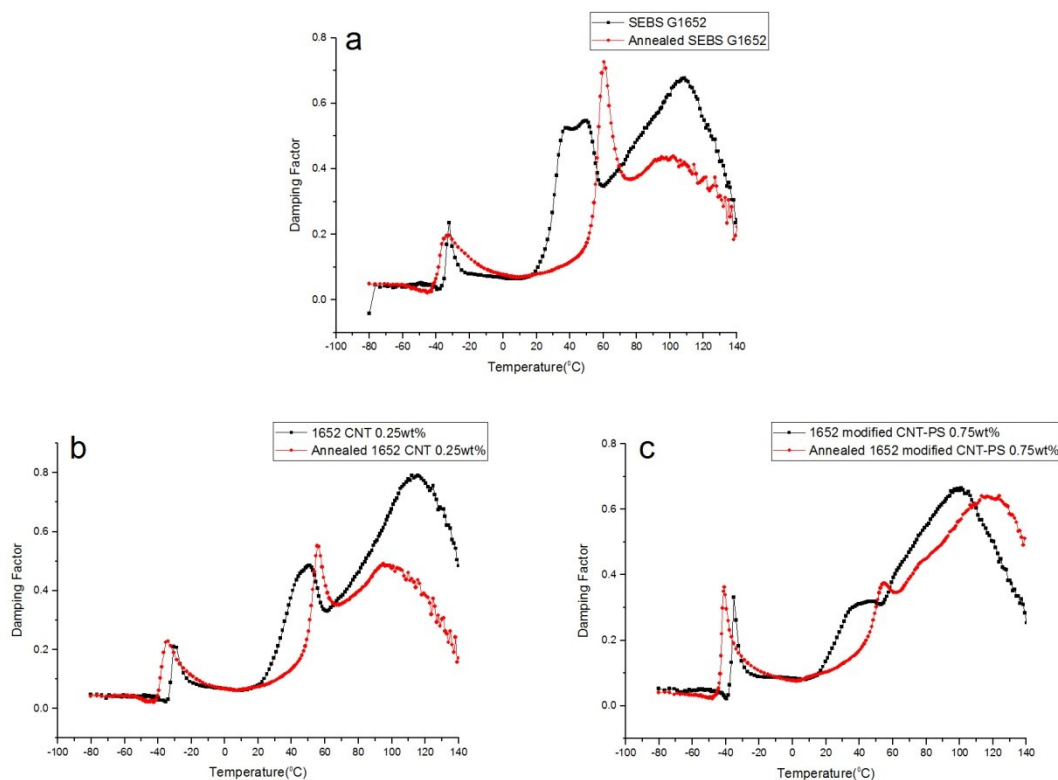 a
SEBS G1652
Annealed SEBS G1652
Damping Factor
0.8
0.6
0.4
0.2
0.0
-100 -80 -60 -40 -20 0 20 40 60 80 100 120 140
Temperature(⁰C)
b
1652 CNT 0.25wt%
Annealed 1652 CNT 0.25wt%
Damping Factor
0.8
0.6
0.4
0.2
0.0
-100 -80 -60 -40 -20 0 20 40 60 80 100 120 140
Temperature(⁰C)
c
1652 modified CNT-PS 0.75wt%
Annealed 1652 modified CNT-PS 0.75wt%
Damping Factor
0.8
0.6
0.4
0.2
0.0
-100 -80 -60 -40 -20 0 20 40 60 80 100 120 140
Temperature(⁰C)